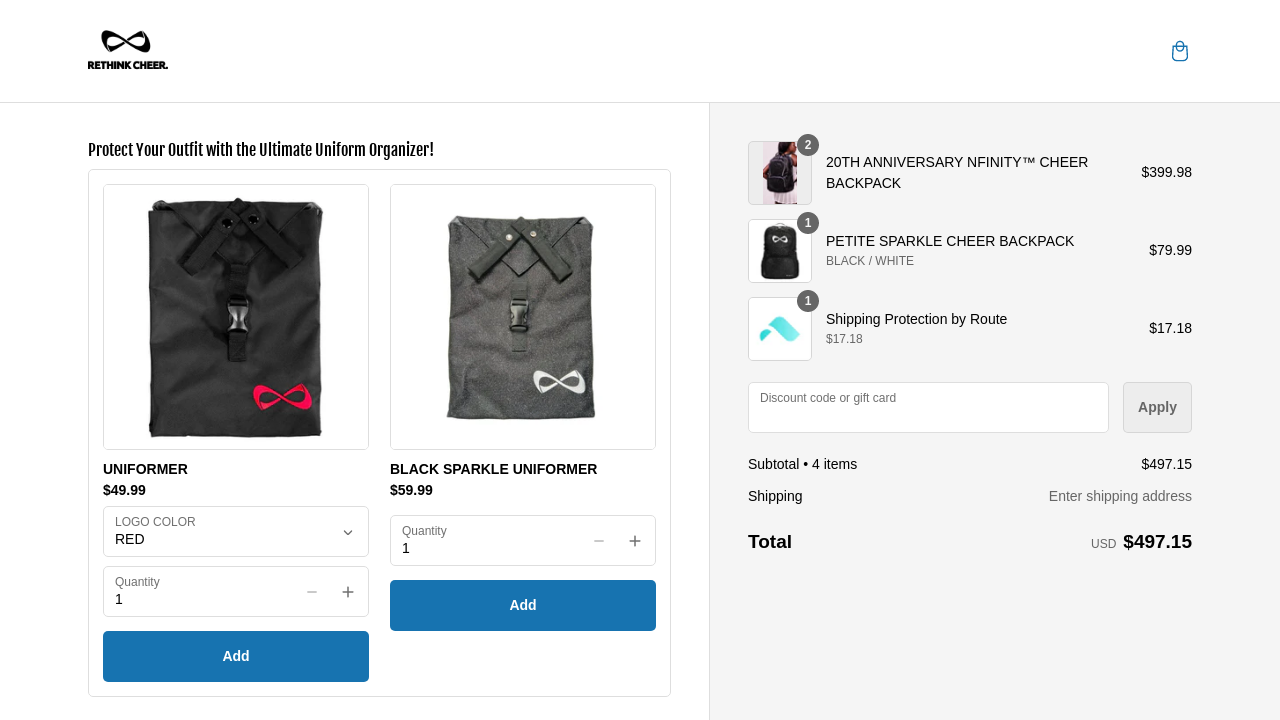 RETHINK CHEER.
Protect Your Outfit with the Ultimate Uniform Organizer!
UNIFORMER
$49.99
LOGO COLOR
RED
Quantity
1
Add
BLACK SPARKLE UNIFORMER
$59.99
Quantity
1
Add
2
20TH ANNIVERSARY NFINITY™ CHEER
BACKPACK
$399.98
1
PETITE SPARKLE CHEER BACKPACK
BLACK / WHITE
$79.99
1
Shipping Protection by Route
$17.18
$17.18
Discount code or gift card
Apply
Subtotal • 4 items
$497.15
Shipping
Enter shipping address
Total
USD $497.15